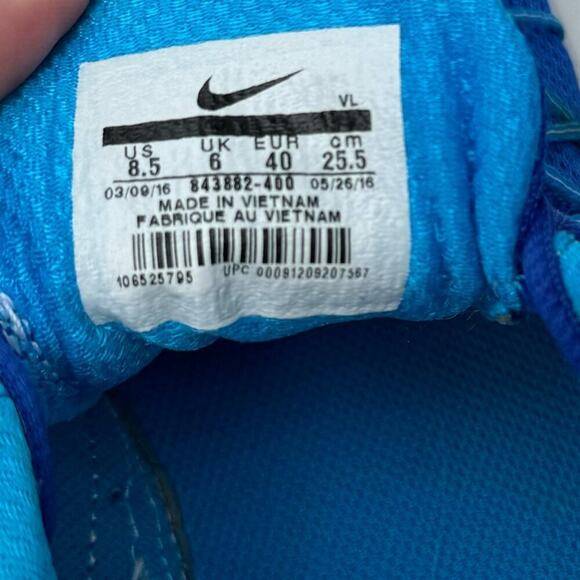 VL
US UK EUR cm
8.5 6 40 25.5
03/09/16 843882-400 05/26/16
MADE IN VIETNAM
FABRIQUE AU VIETNAM
106525795 UPC 00091209207567